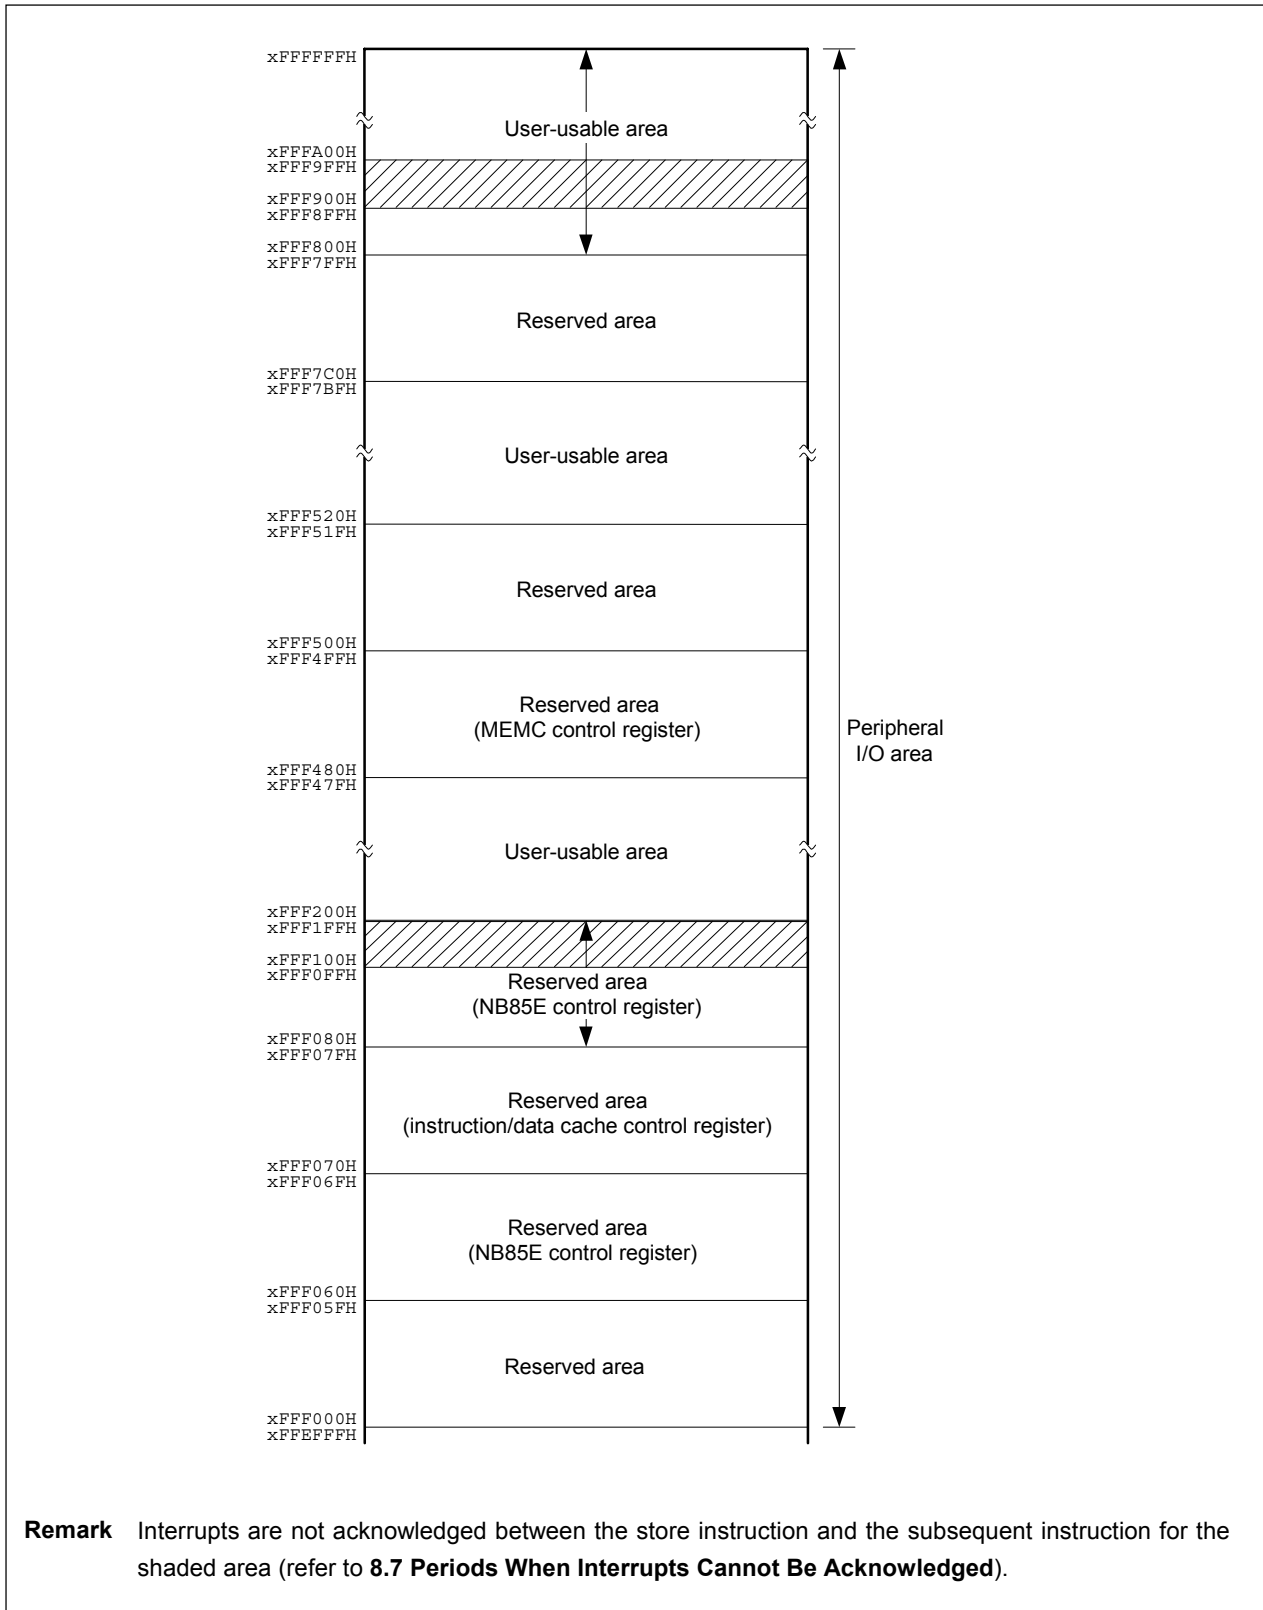 xFFFFFFH
User-usable area
xFFFA00H
xFFF9FFH
xFFF900H
xFFF8FFH
xFFF800H
xFFF7FFH
Reserved area
xFFF7C0H
xFFF7BFH
User-usable area
xFFF520H
xFFF51FH
Reserved area
xFFF500H
xFFF4FFH
Reserved area
(MEMC control register)
Peripheral
I/O area
xFFF480H
xFFF47FH
User-usable area
xFFF200H
xFFF1FFH
xFFF100H
xFFF0FFH
Reserved area
(NB85E control register)
xFFF080H
xFFF07FH
Reserved area
(instruction/data cache control register)
xFFF070H
xFFF06FH
Reserved area
(NB85E control register)
xFFF060H
xFFF05FH
Reserved area
xFFF000H
xFFEFFFH
Remark Interrupts are not acknowledged between the store instruction and the subsequent instruction for the
shaded area (refer to 8.7 Periods When Interrupts Cannot Be Acknowledged).